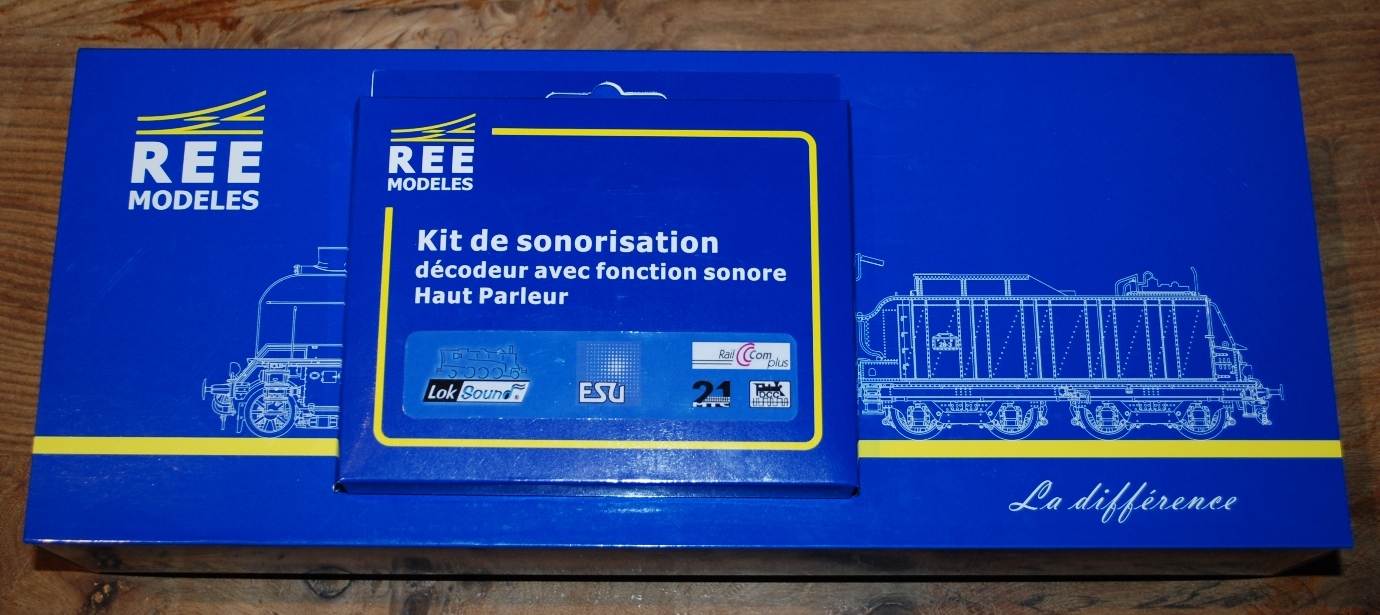 REE
MODELES
REE
MODELES
Kit de sonorisation
décodeur avec fonction sonore
Haut Parleur
Rail Com
plus
Lok Sound
ESU
21
MTC
La différence